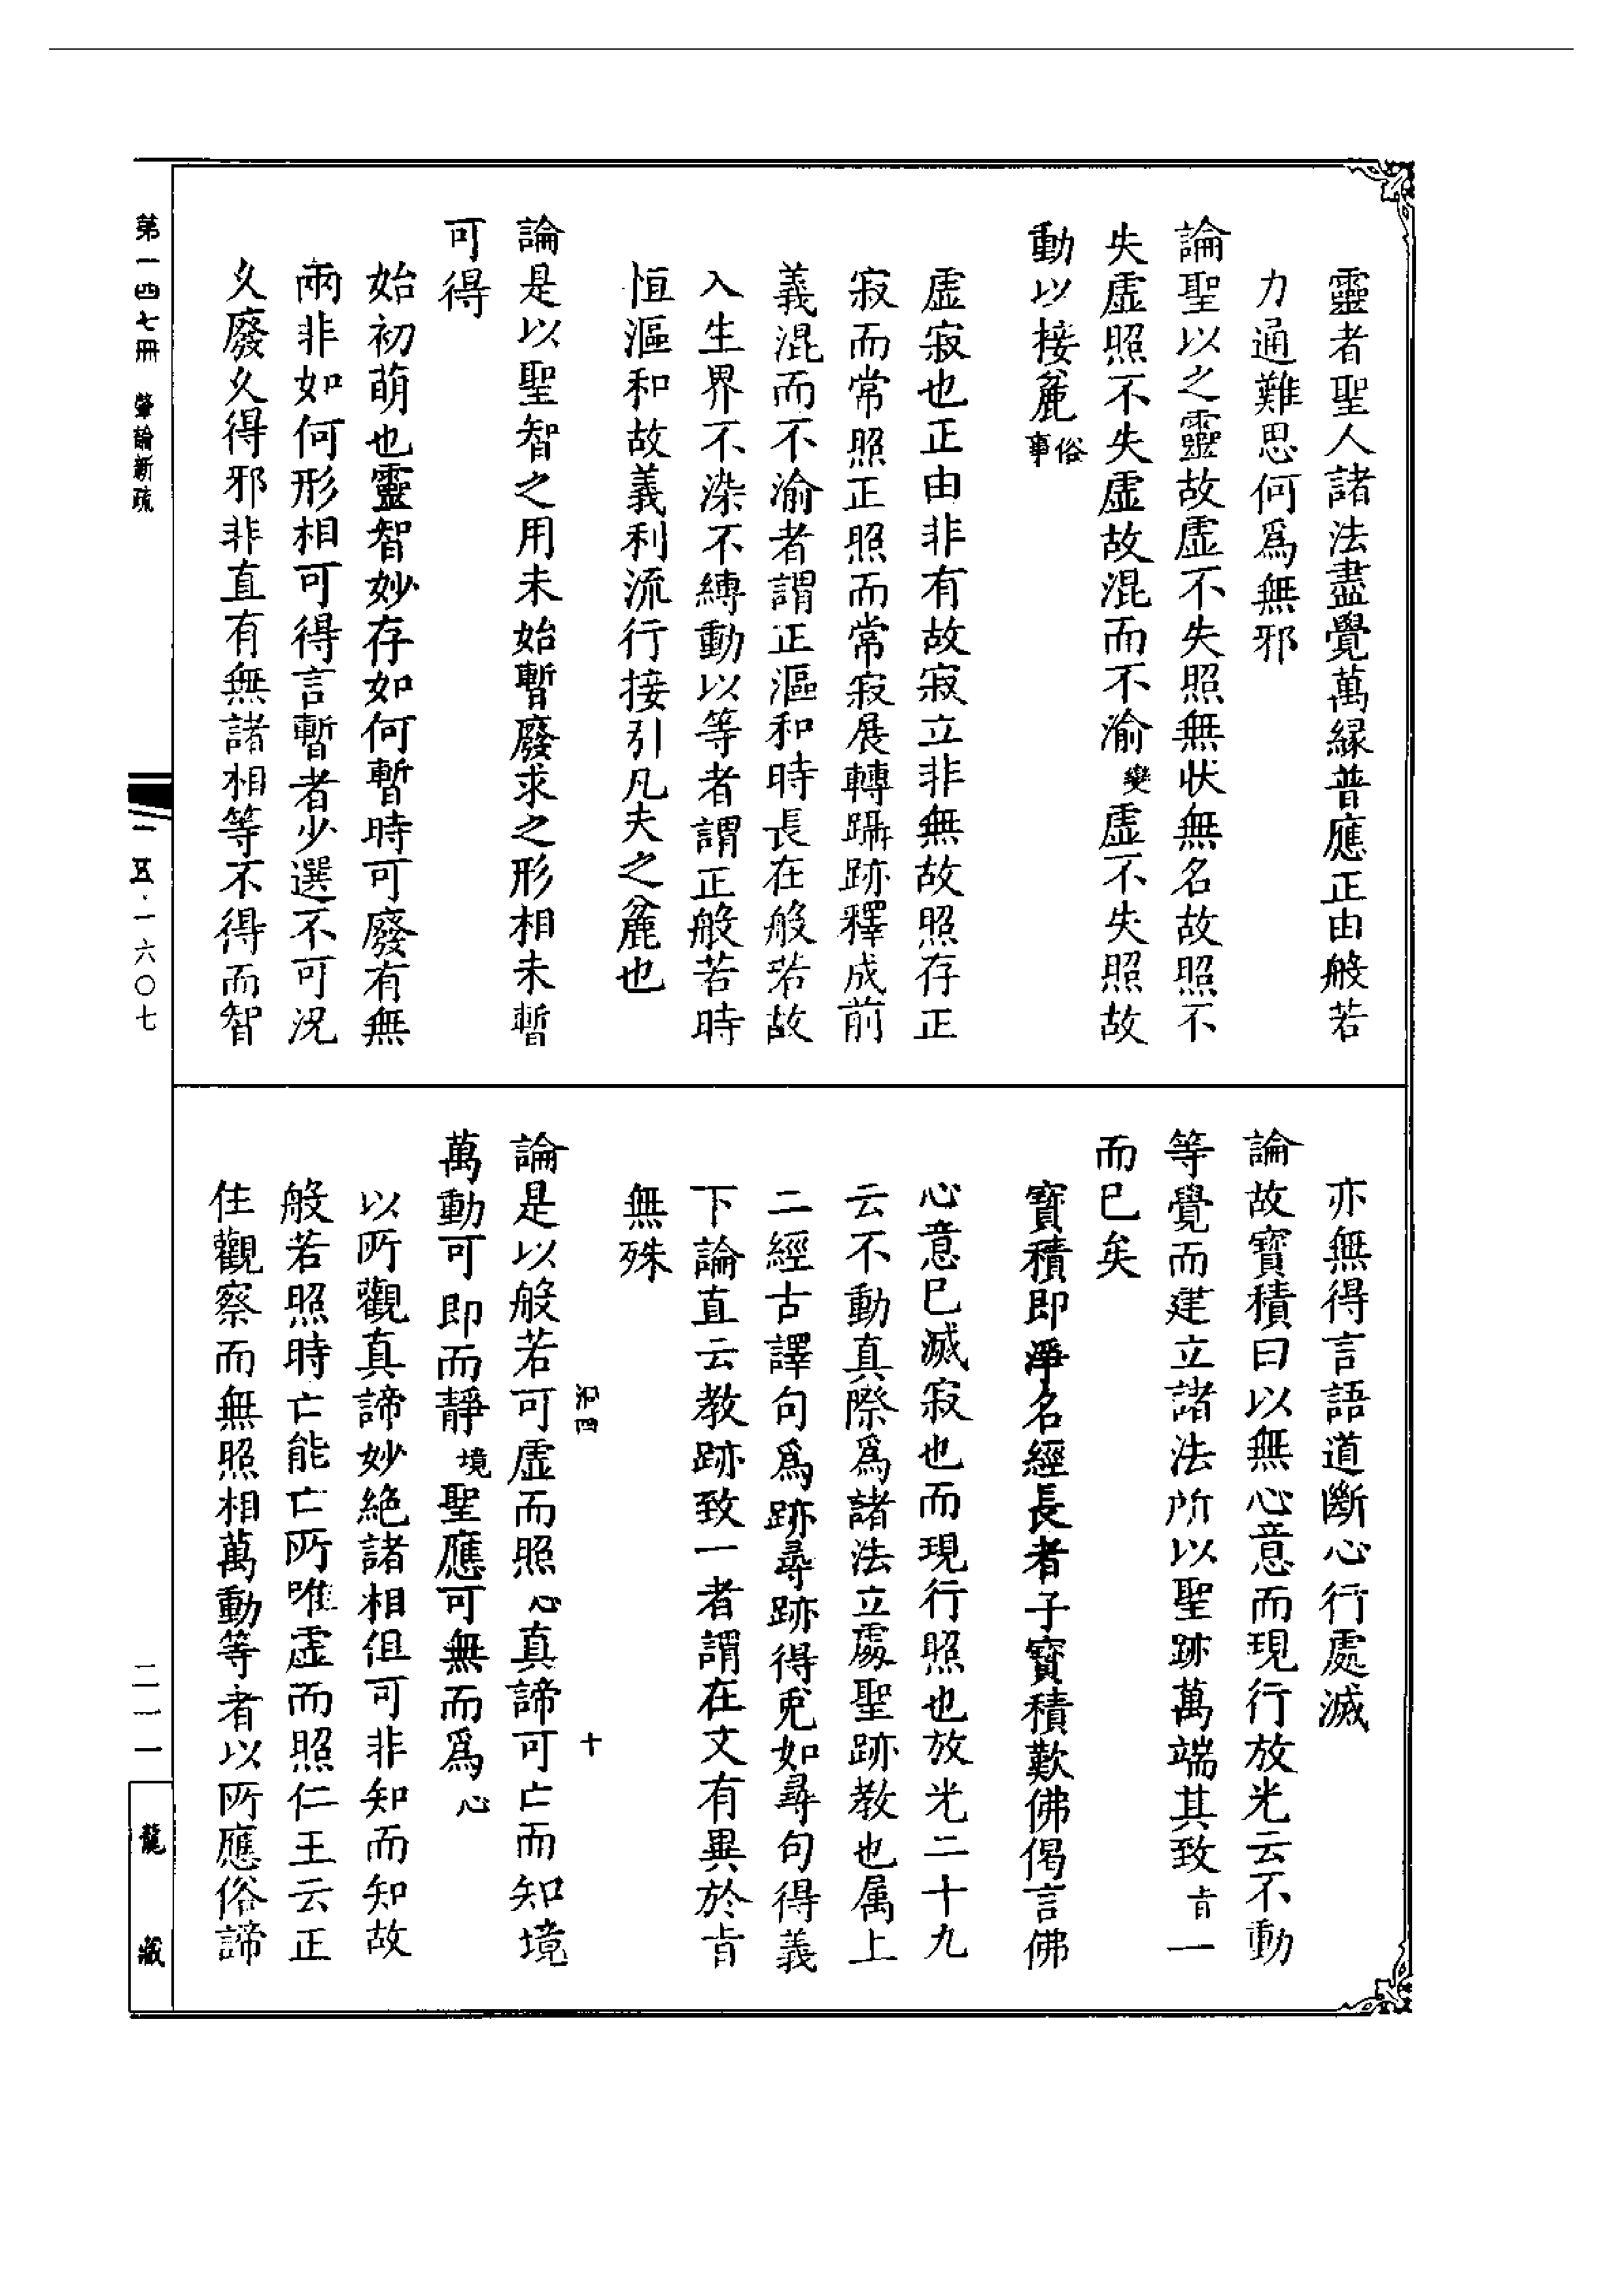 靈者聖人諸法盡覺萬緣普應正由般若
力通難思何爲無邪
論聖以之靈故虛不失照無狀無名故照不
失虛照不失虛故混而不渝變虛不失照故
動以接麄俗事
虛寂也正由非有故寂立非無故照存正
寂而常照正照而常寂展轉躡跡釋成前
義混而不渝者謂正漚和時長在般若故
入生界不染不縛動以等者謂正般若時
恒漚和故義利流行接引凡夫之麄也
論是以聖智之用未始暫廢求之形相未暫
可得
始初萌也靈智妙存如何暫時可廢有無
兩非如何形相可得言暫者少選不可況
久廢久得邪非直有無諸相等不得而智
亦無得言語道斷心行處滅
論故寶積曰以無心意而現行放光云不動
等覺而建立諸法所以聖跡萬端其致㫖一
而已矣
寶積即淨名經長者子寶積歎佛偈言佛
心意已滅寂也而現行照也放光二十九
云不動真際爲諸法立處聖跡教也属上
二經古譯句爲跡尋跡得兎如尋句得義
下論直云教跡致一者謂在文有異於㫖
無殊
論是以般若可虛而照心真諦可亡而知境
萬動可即而靜境聖應可無而爲心
以所觀真諦妙絶諸相但可非知而知故
般若照時亡能亡所唯虛而照仁王云正
住觀察而無照相萬動等者以所應俗諦
十
第一四七冊 肇論新疏
一五·一六〇七
二一一
龍藏